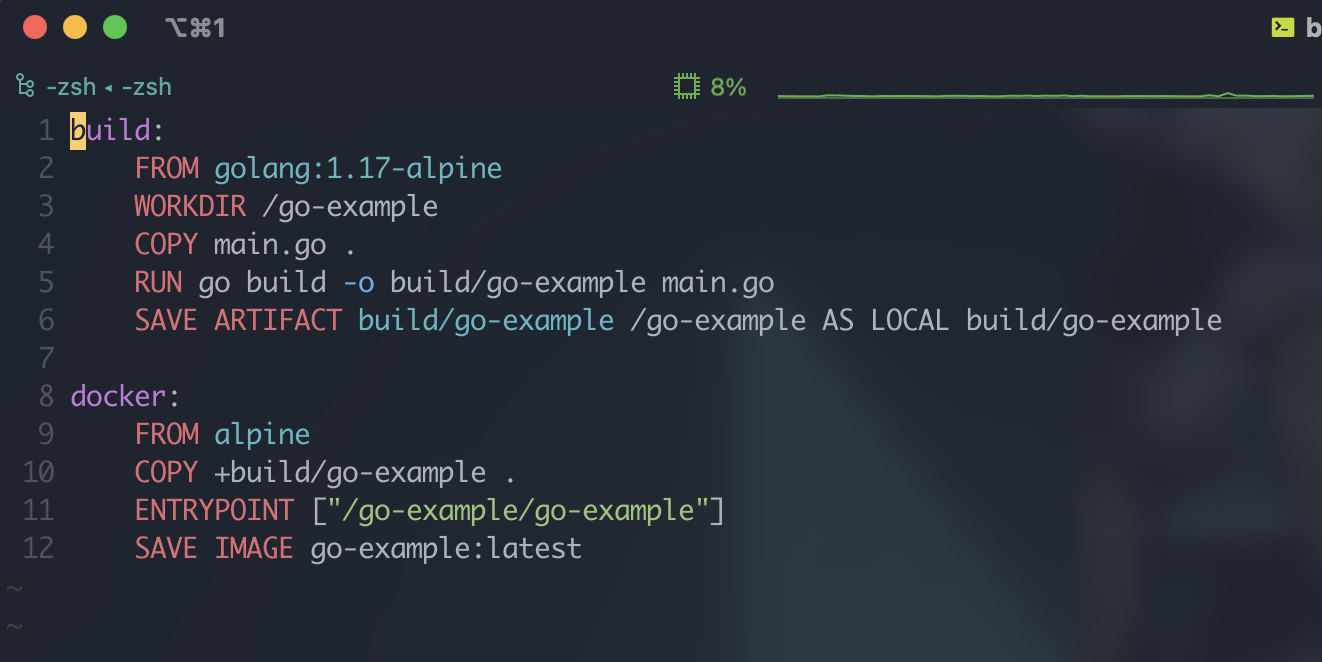 ⌥⌘1
b
-zsh ◂ -zsh
8%
1 build:
2     FROM golang:1.17-alpine
3     WORKDIR /go-example
4     COPY main.go .
5     RUN go build -o build/go-example main.go
6     SAVE ARTIFACT build/go-example /go-example AS LOCAL build/go-example
7
8 docker:
9     FROM alpine
10     COPY +build/go-example .
11     ENTRYPOINT ["/go-example/go-example"]
12     SAVE IMAGE go-example:latest
~
~